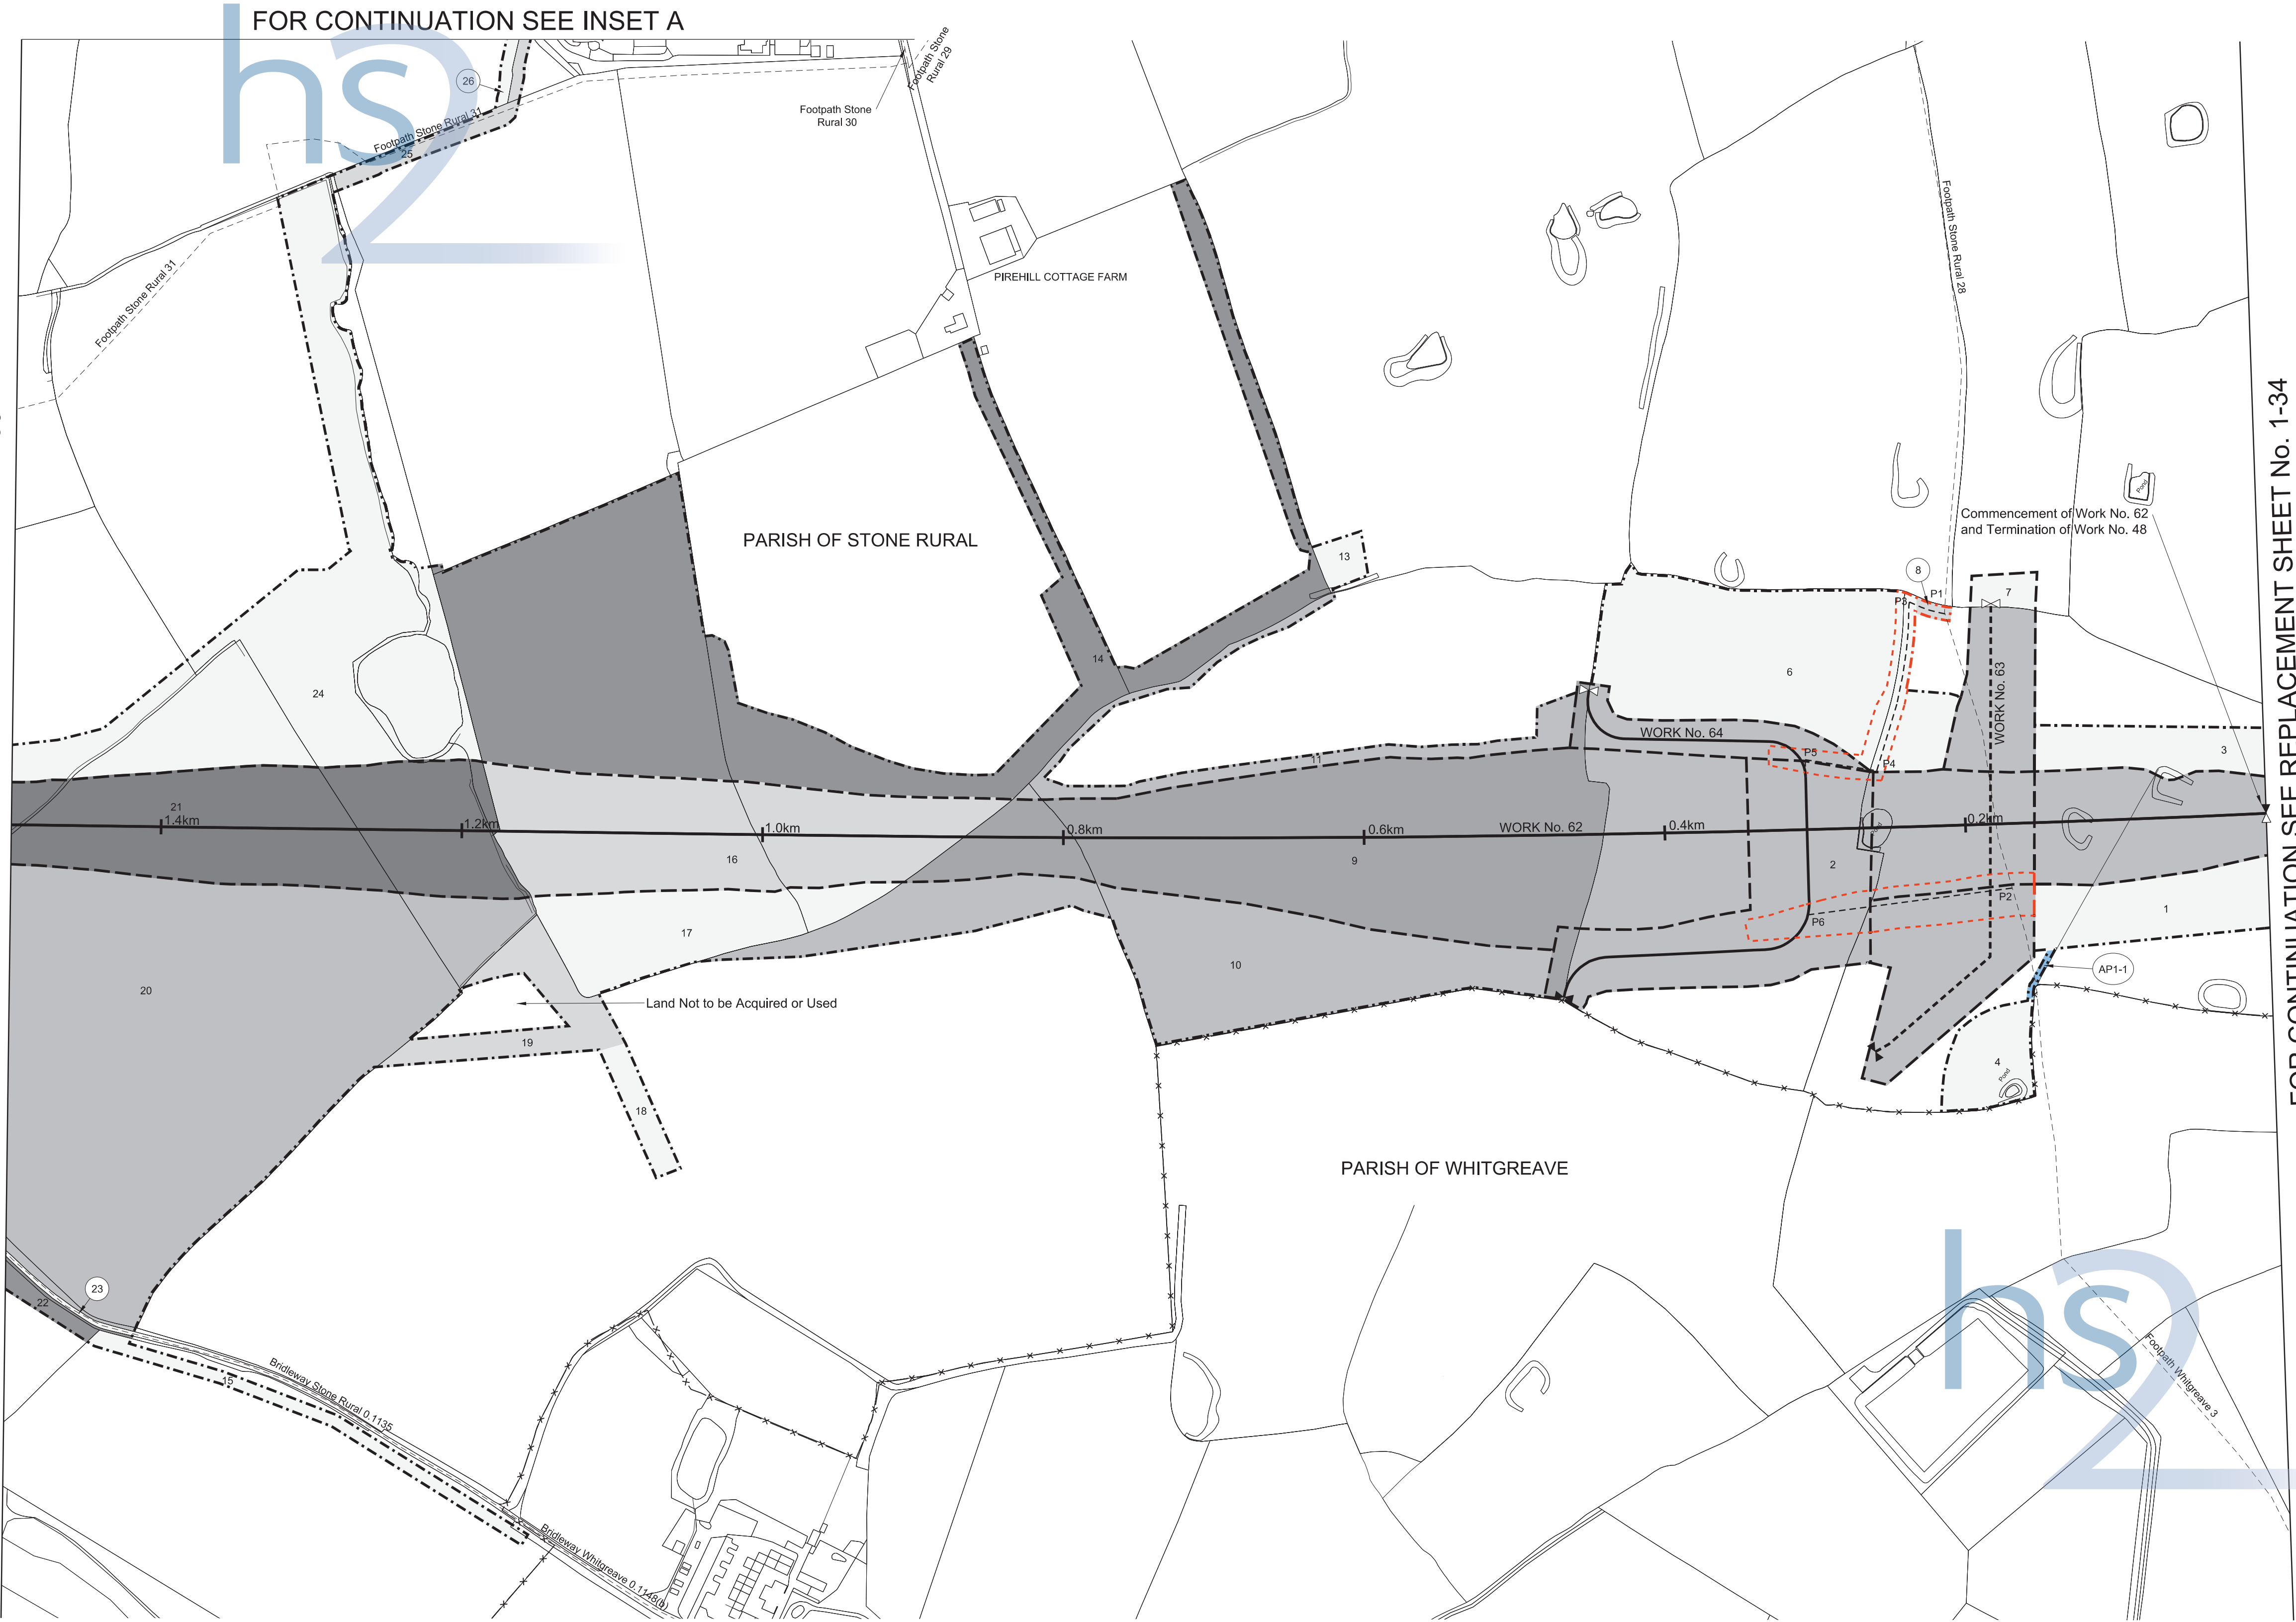 FOR CONTINUATION SEE INSET A
hs2
26
Footpath Stone Rural 31
25
Footpath Stone
Rural 30
Footpath Stone
Rural 29
Footpath Stone Rural 31
PIREHILL COTTAGE FARM
Footpath Stone Rural 28
FOR CONTINUATION SEE REPLACEMENT SHEET No. 1-34
Pond
Commencement of Work No. 62
and Termination of Work No. 48
PARISH OF STONE RURAL
13
8
P3
P1
7
14
6
24
WORK No. 63
WORK No. 64
P5
P4
3
11
21
1.4km
1.2km
1.0km
0.8km
0.6km
WORK No. 62
0.4km
0.2km
Pond
16
9
2
P2
P6
1
17
10
AP1-1
20
Land Not to be Acquired or Used
19
4
Pond
18
PARISH OF WHITGREAVE
23
22
hs2
15
Bridleway Stone Rural 0.1135
Footpath Whitgreave 3
Bridleway Whitgreave 0.1148(b)